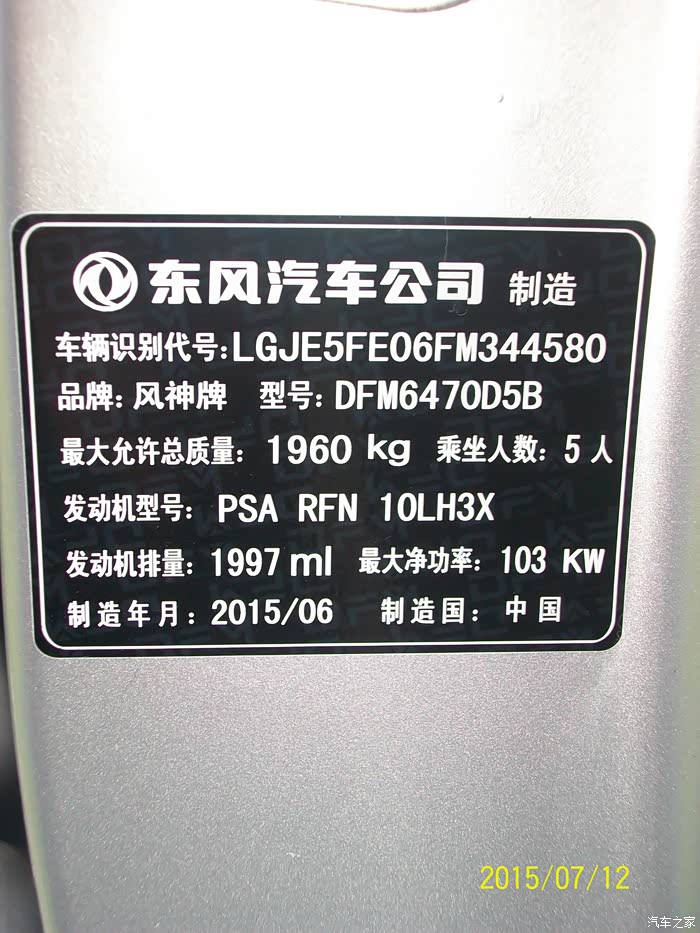 东风汽车公司 制造
车辆识别代号:LGJE5FE06FM344580
品牌: 风神牌 型号: DFM6470D5B
最大允许总质量: 1960 kg 乘坐人数: 5 人
发动机型号: PSA RFN 10LH3X
发动机排量: 1997 ml 最大净功率: 103 KW
制造年月: 2015/06 制造国: 中国
2015/07/12
汽车之家